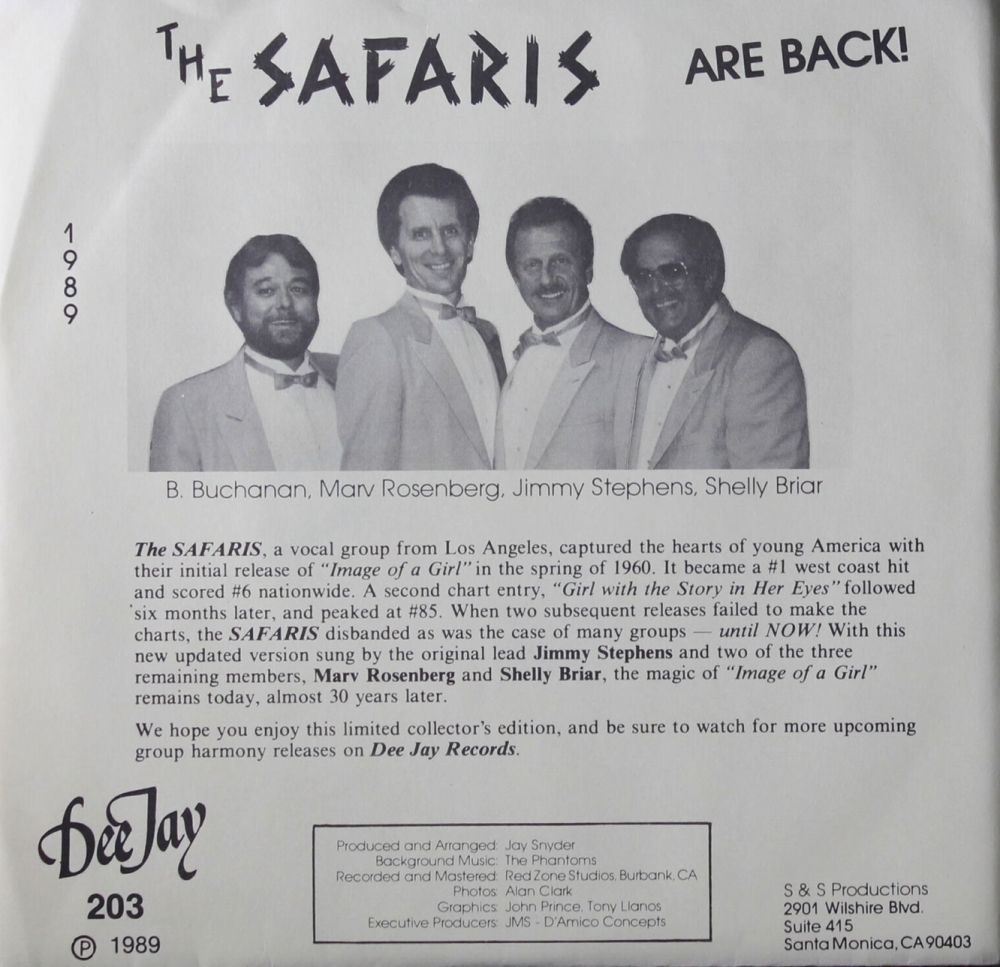 THE SAFARIS ARE BACK!
1989
B. Buchanan, Marv Rosenberg, Jimmy Stephens, Shelly Briar
The SAFARIS, a vocal group from Los Angeles, captured the hearts of young America with
their initial release of "Image of a Girl" in the spring of 1960. It became a #1 west coast hit
and scored #6 nationwide. A second chart entry, "Girl with the Story in Her Eyes" followed
six months later, and peaked at #85. When two subsequent releases failed to make the
charts, the SAFARIS disbanded as was the case of many groups — until NOW! With this
new updated version sung by the original lead Jimmy Stephens and two of the three
remaining members, Marv Rosenberg and Shelly Briar, the magic of "Image of a Girl"
remains today, almost 30 years later.
We hope you enjoy this limited collector's edition, and be sure to watch for more upcoming
group harmony releases on Dee Jay Records.
Dee Jay
203
Ⓟ 1989
Produced and Arranged: Jay Snyder
Background Music: The Phantoms
Recorded and Mastered: Red Zone Studios, Burbank, CA
Photos: Alan Clark
Graphics: John Prince, Tony Llanos
Executive Producers: JMS - D'Amico Concepts
S & S Productions
2901 Wilshire Blvd.
Suite 415
Santa Monica, CA 90403